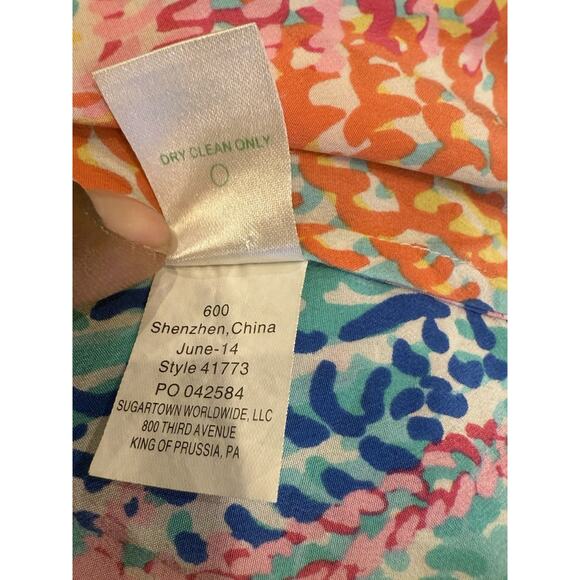 DRY CLEAN ONLY
600
Shenzhen,China
June-14
Style 41773
PO 042584
SUGARTOWN WORLDWIDE, LLC
800 THIRD AVENUE
KING OF PRUSSIA, PA